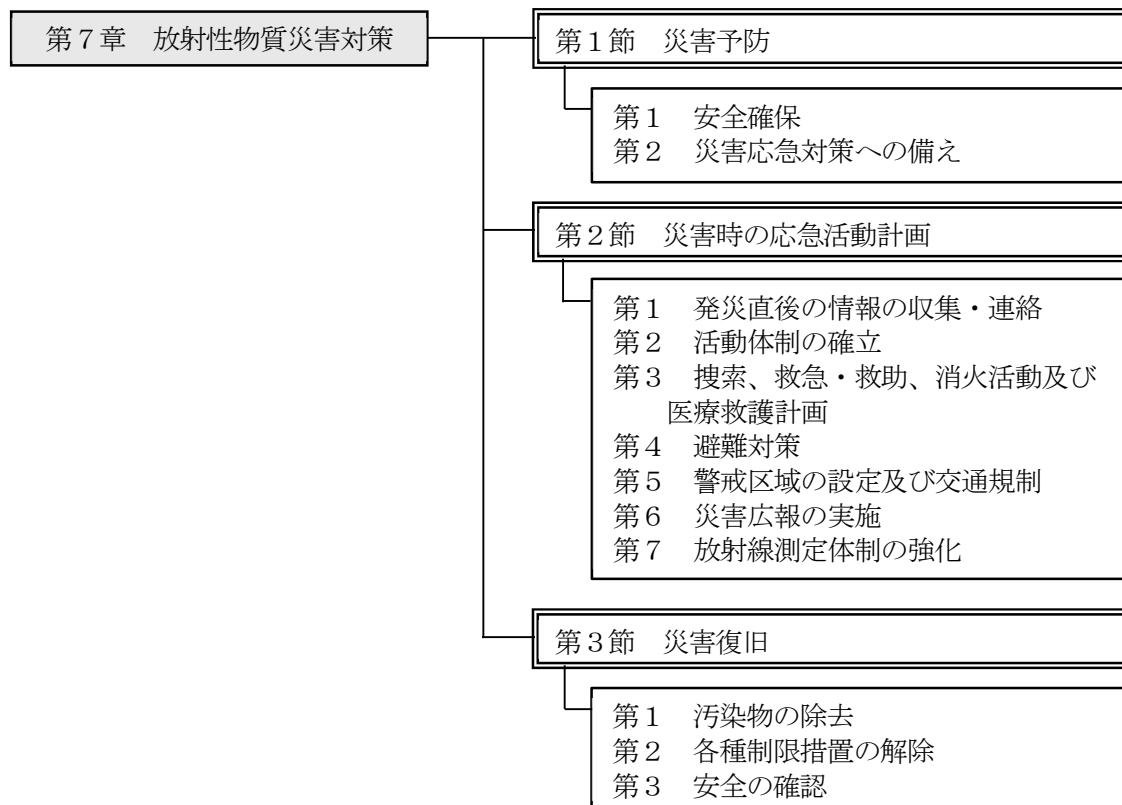 第７章　放射性物質災害対策
第１節　災害予防
第１　安全確保
第２　災害応急対策への備え
第２節　災害時の応急活動計画
第１　発災直後の情報の収集・連絡
第２　活動体制の確立
第３　捜索、救急・救助、消火活動及び
医療救護計画
第４　避難対策
第５　警戒区域の設定及び交通規制
第６　災害広報の実施
第７　放射線測定体制の強化
第３節　災害復旧
第１　汚染物の除去
第２　各種制限措置の解除
第３　安全の確認